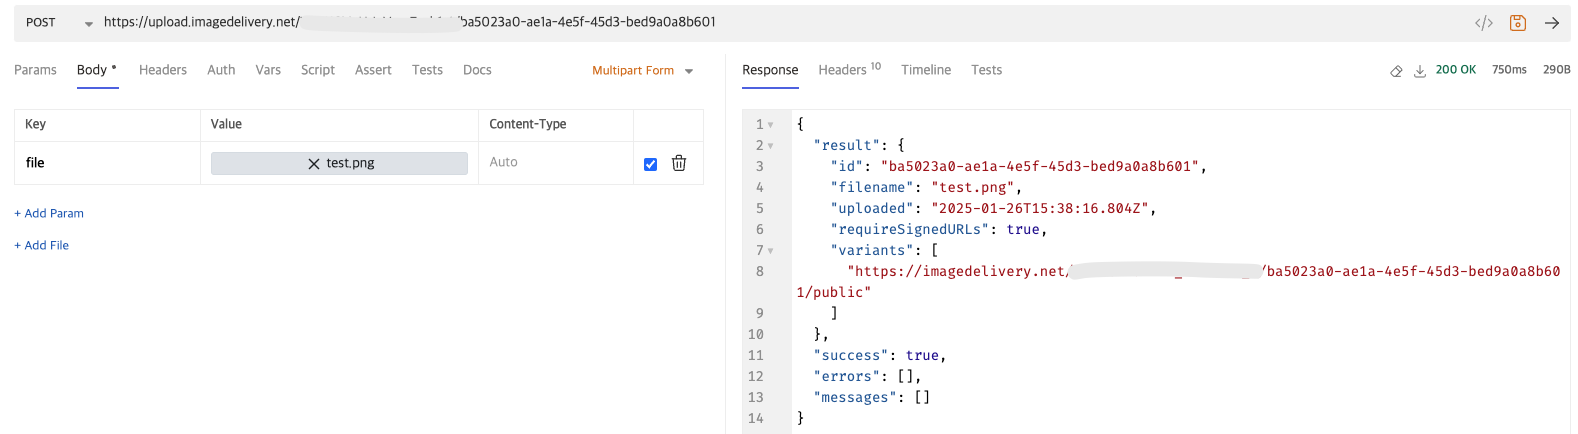 POST https://upload.imagedelivery.net/ /ba5023a0-ae1a-4e5f-45d3-bed9a0a8b601
Params Body Headers Auth Vars Script Assert Tests Docs Multipart Form
Key Value Content-Type
file test.png Auto
+ Add Param
+ Add File
Response Headers 10 Timeline Tests 200 OK 750ms 290B
1 {
2 "result": {
3 "id": "ba5023a0-ae1a-4e5f-45d3-bed9a0a8b601",
4 "filename": "test.png",
5 "uploaded": "2025-01-26T15:38:16.804Z",
6 "requireSignedURLs": true,
7 "variants": [
8 "https://imagedelivery.net/ /ba5023a0-ae1a-4e5f-45d3-bed9a0a8b60
1/public"
9 ]
10 },
11 "success": true,
12 "errors": [],
13 "messages": []
14 }